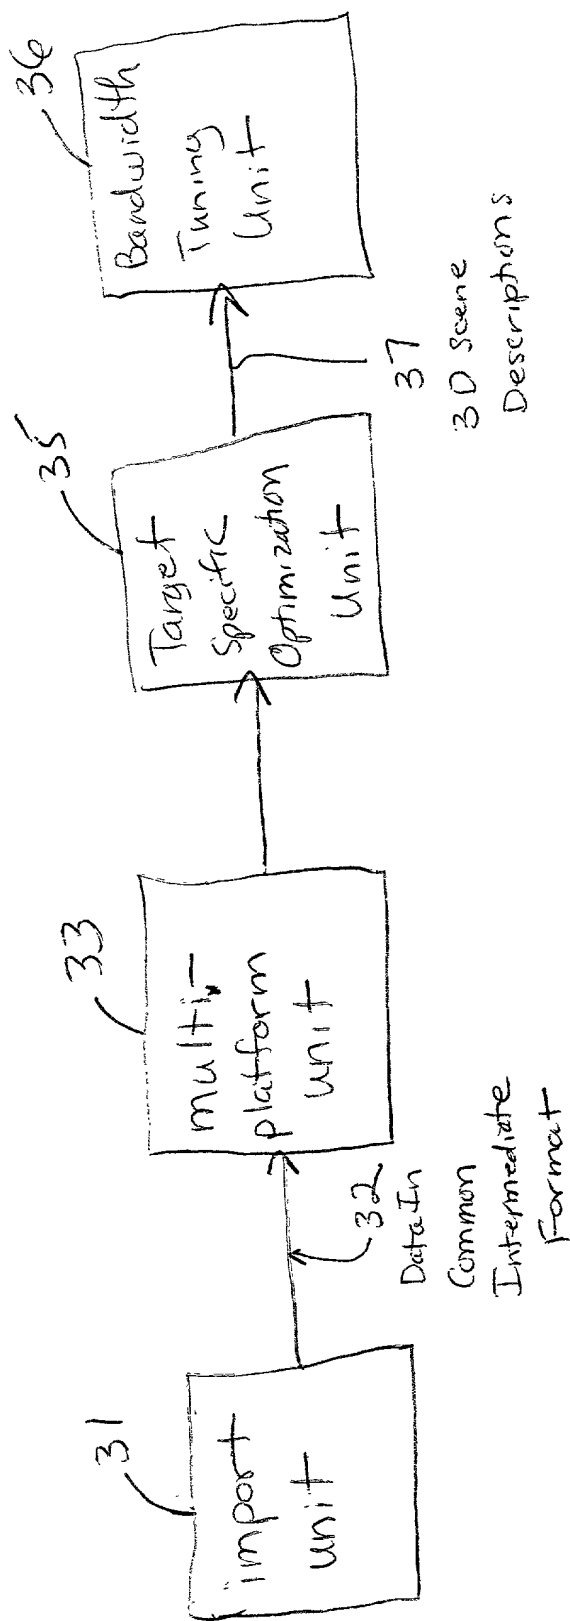 31
import
unit
32
Data In
Common
Intermediate
Format
33
multi-
platform
unit
35
Target
Specific
Optimization
Unit
37
3D Scene
Descriptions
36
Bandwidth
Tuning
Unit